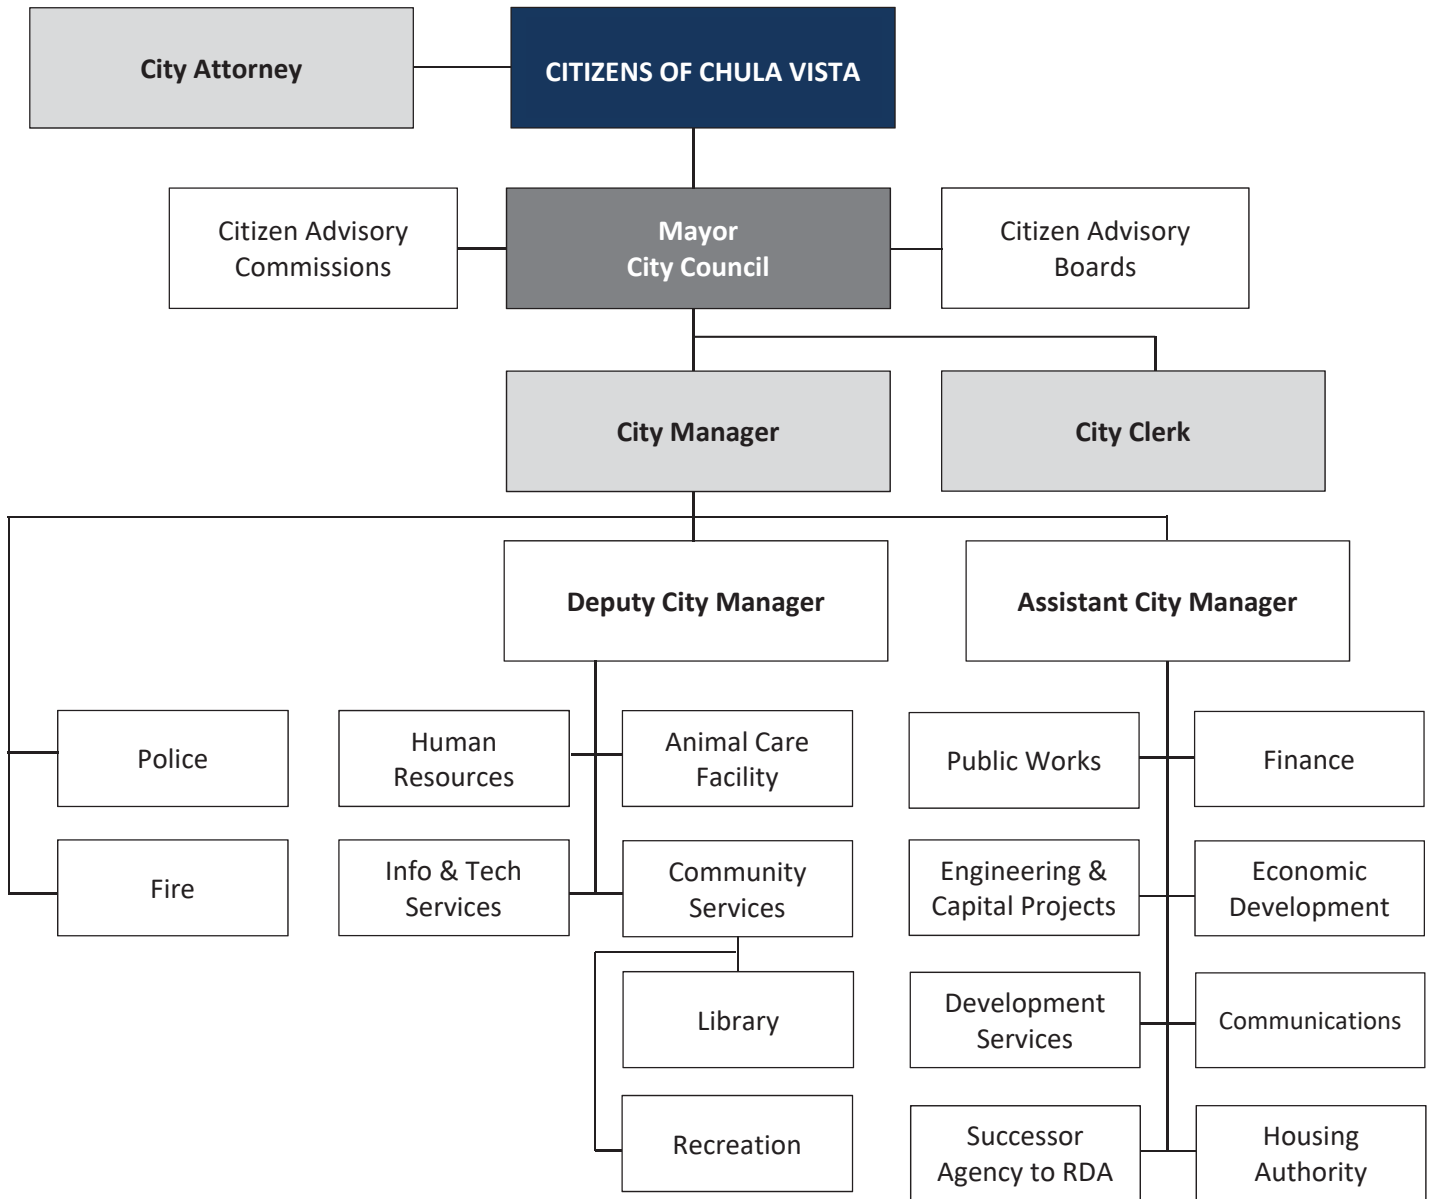 City Attorney
CITIZENS OF CHULA VISTA
Citizen Advisory
Commissions
Mayor
City Council
Citizen Advisory
Boards
City Manager
City Clerk
Deputy City Manager
Assistant City Manager
Police
Human
Resources
Animal Care
Facility
Public Works
Finance
Fire
Info & Tech
Services
Community
Services
Engineering &
Capital Projects
Economic
Development
Library
Development
Services
Communications
Recreation
Successor
Agency to RDA
Housing
Authority